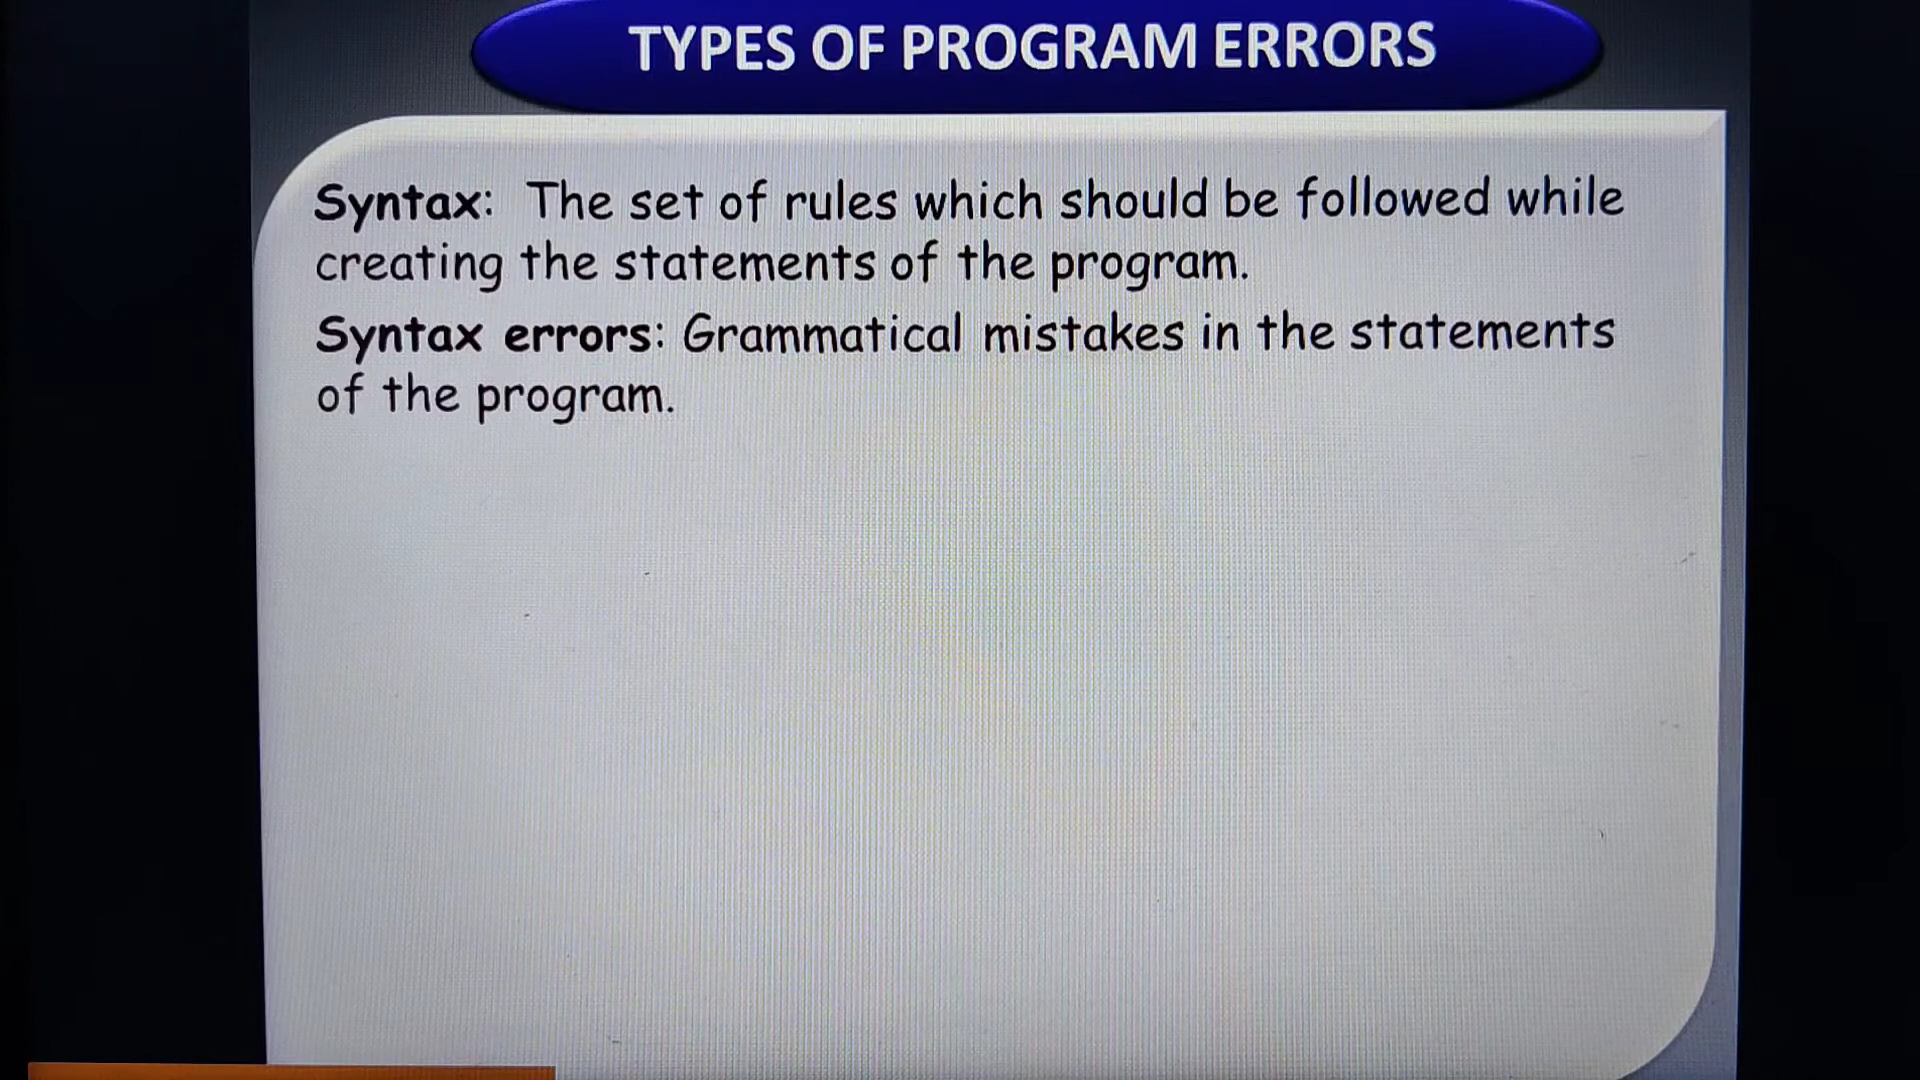 TYPES OF PROGRAM ERRORS
Syntax: The set of rules which should be followed while
creating the statements of the program.
Syntax errors: Grammatical mistakes in the statements
of the program.